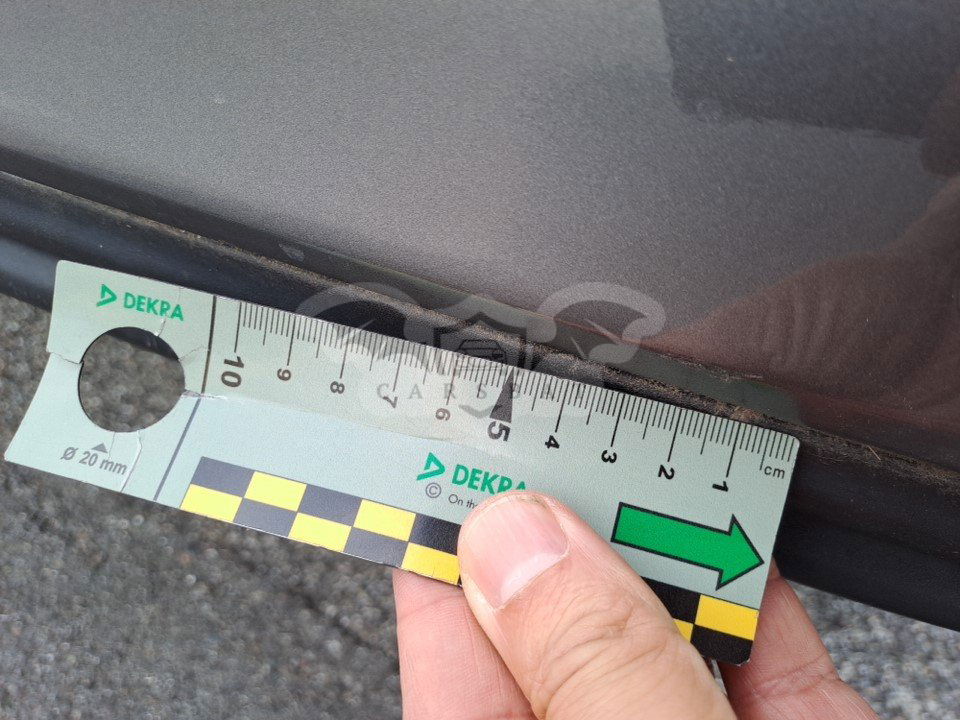 DEKRA
10 9 8 7 6 5 4 3 2 1 cm
Ø 20 mm
DEKRA
© On the